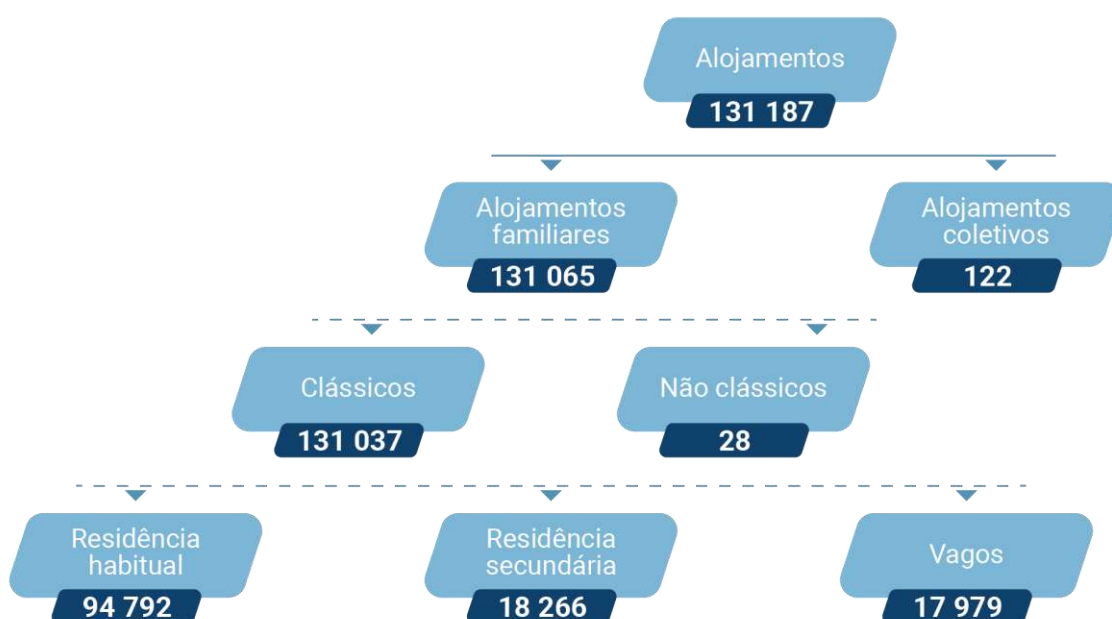 Alojamentos
131 187
Alojamentos
familiares
131 065
Alojamentos
coletivos
122
Clássicos
131 037
Não clássicos
28
Residência
habitual
94 792
Residência
secundária
18 266
Vagos
17 979